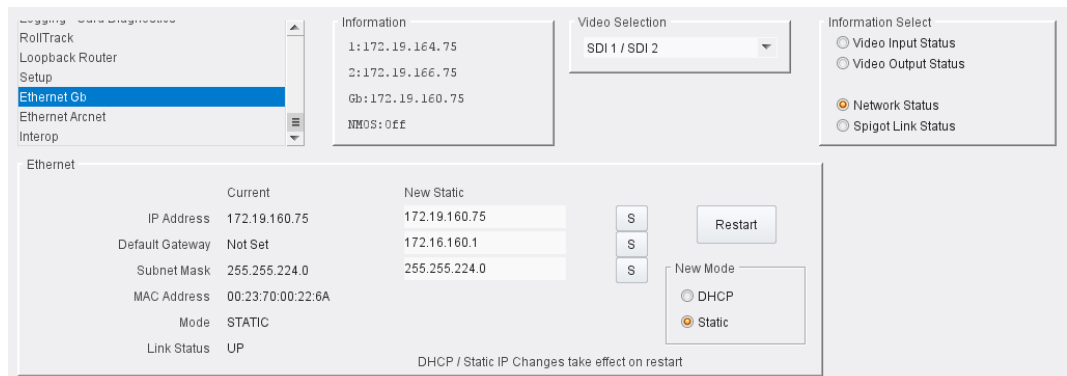 RollTrack
Loopback Router
Setup
Ethernet Gb
Ethernet Arcnet
Interop
Information
1:172.19.164.75
2:172.19.166.75
Gb:172.19.160.75
NMOS:Off
Video Selection
SDI 1 / SDI 2
Information Select
Video Input Status
Video Output Status
Network Status
Spigot Link Status
Ethernet
Current New Static
IP Address 172.19.160.75 172.19.160.75 S
Default Gateway Not Set 172.16.160.1 S
Subnet Mask 255.255.224.0 255.255.224.0 S
MAC Address 00:23:70:00:22:6A
Mode STATIC
Link Status UP
Restart
New Mode
DHCP
Static
DHCP / Static IP Changes take effect on restart